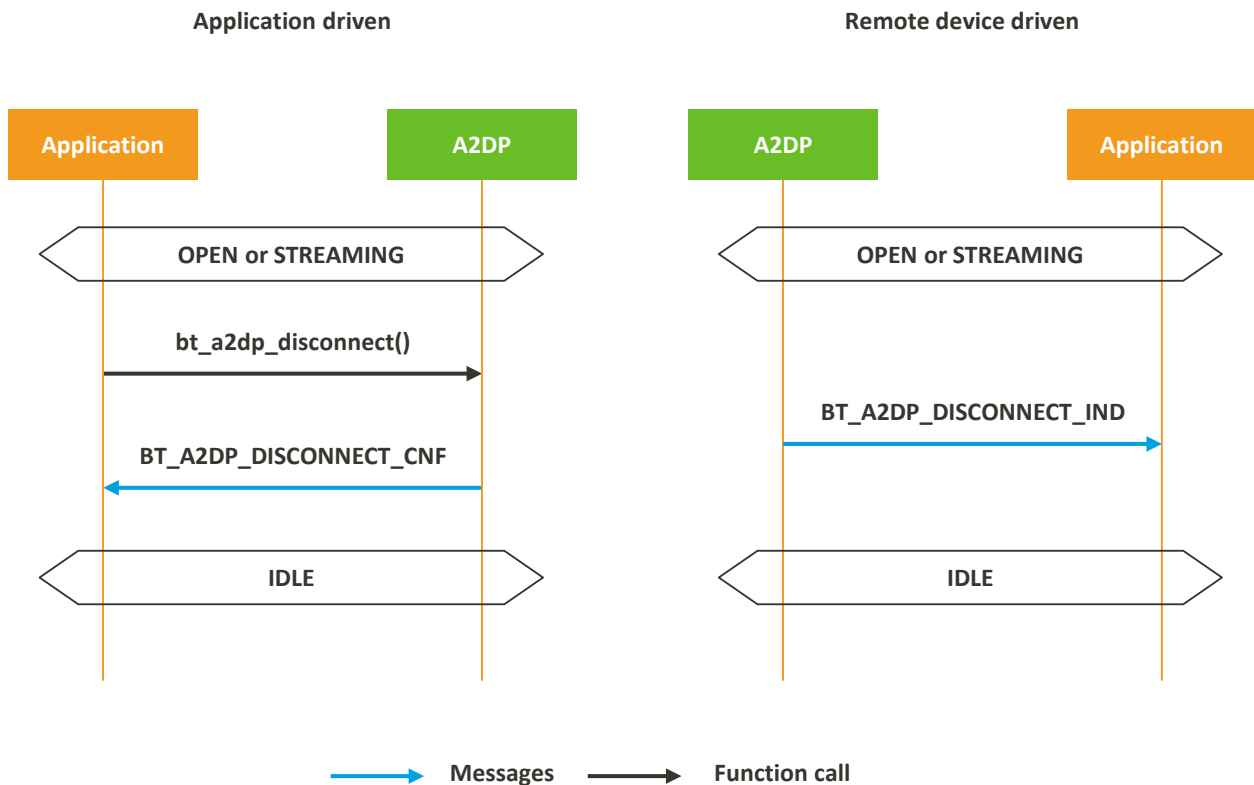 Application driven
Remote device driven
Application
A2DP
A2DP
Application
OPEN or STREAMING
OPEN or STREAMING
bt_a2dp_disconnect()
BT_A2DP_DISCONNECT_IND
BT_A2DP_DISCONNECT_CNF
IDLE
IDLE
Messages
Function call